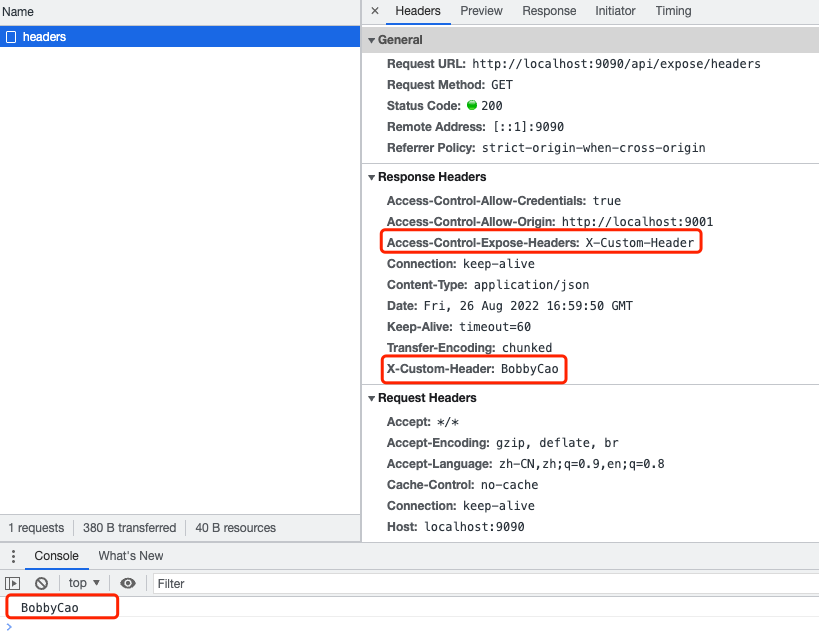 Name
headers
1 requests 380 B transferred 40 B resources
× Headers Preview Response Initiator Timing
General
Request URL: http://localhost:9090/api/expose/headers
Request Method: GET
Status Code: 200
Remote Address: [::1]:9090
Referrer Policy: strict-origin-when-cross-origin
Response Headers
Access-Control-Allow-Credentials: true
Access-Control-Allow-Origin: http://localhost:9001
Access-Control-Expose-Headers: X-Custom-Header
Connection: keep-alive
Content-Type: application/json
Date: Fri, 26 Aug 2022 16:59:50 GMT
Keep-Alive: timeout=60
Transfer-Encoding: chunked
X-Custom-Header: BobbyCao
Request Headers
Accept: */*
Accept-Encoding: gzip, deflate, br
Accept-Language: zh-CN,zh;q=0.9,en;q=0.8
Cache-Control: no-cache
Connection: keep-alive
Host: localhost:9090
Console What's New
top Filter
BobbyCao
>